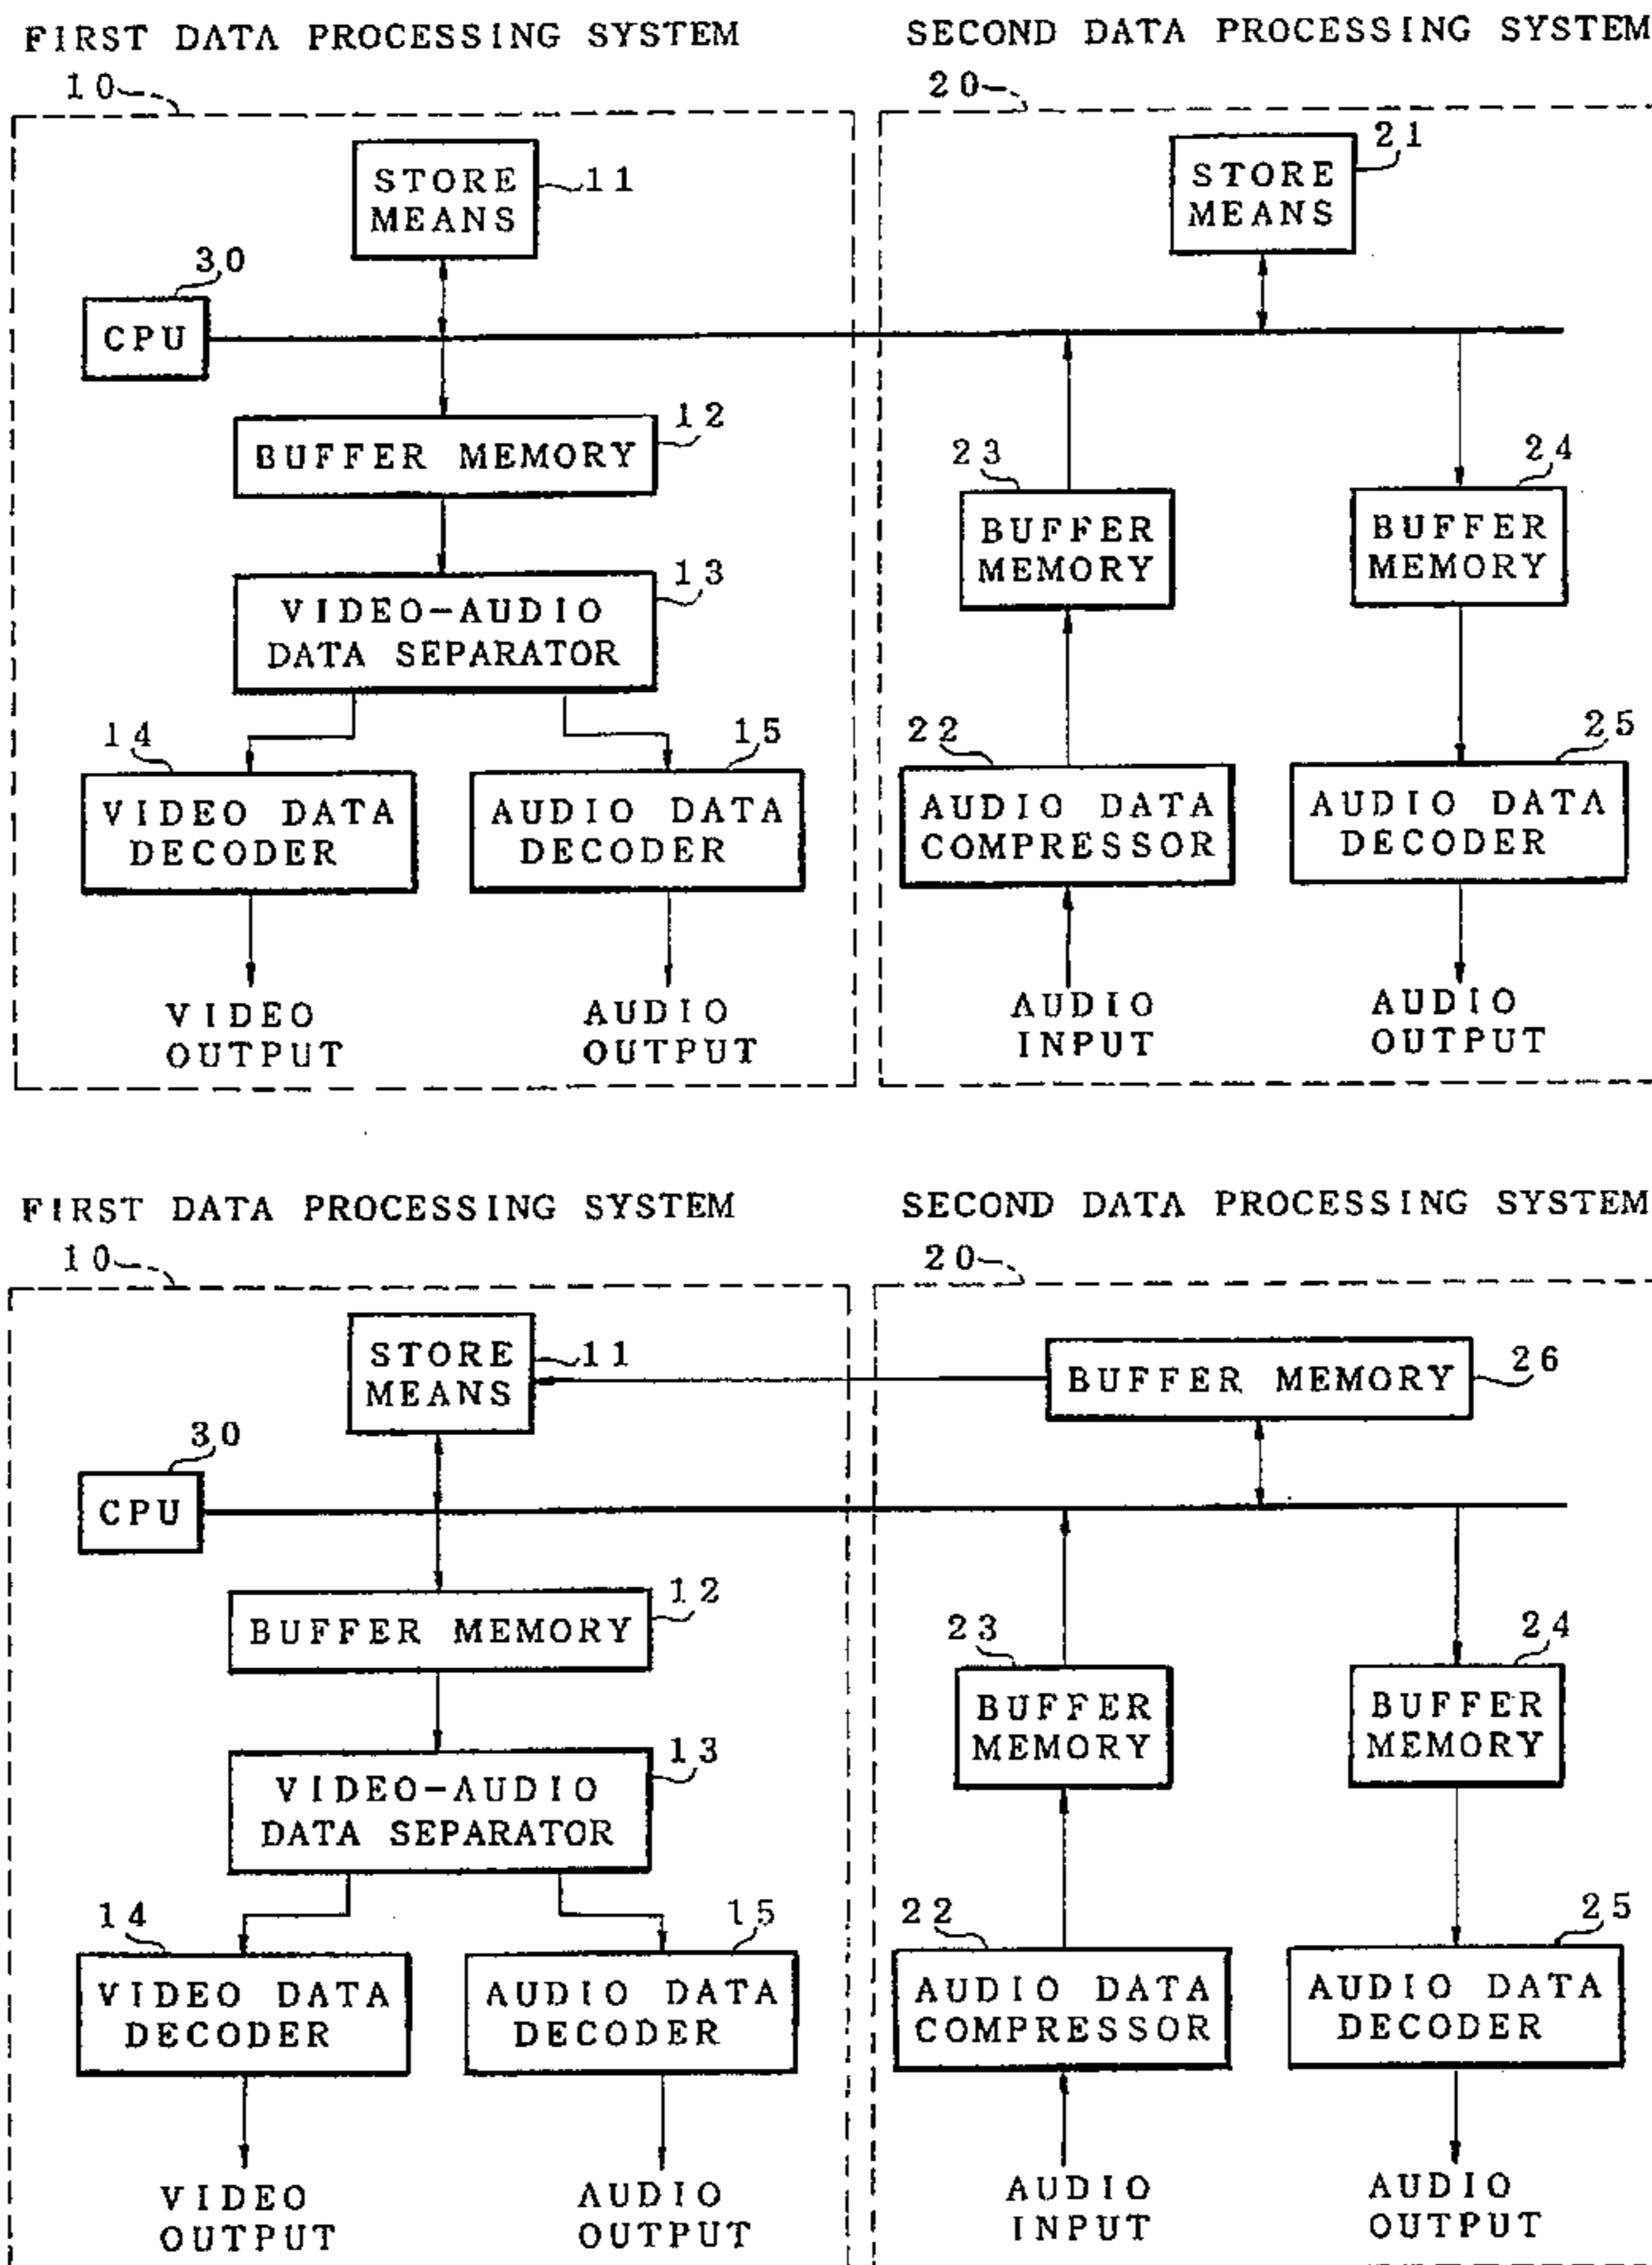 FIRST DATA PROCESSING SYSTEM
10
STORE
MEANS
11
30
CPU
12
BUFFER MEMORY
13
VIDEO-AUDIO
DATA SEPARATOR
14
VIDEO DATA
DECODER
15
AUDIO DATA
DECODER
VIDEO
OUTPUT
AUDIO
OUTPUT
SECOND DATA PROCESSING SYSTEM
20
21
STORE
MEANS
23
BUFFER
MEMORY
24
BUFFER
MEMORY
22
AUDIO DATA
COMPRESSOR
25
AUDIO DATA
DECODER
AUDIO
INPUT
AUDIO
OUTPUT
FIRST DATA PROCESSING SYSTEM
10
STORE
MEANS
11
30
CPU
12
BUFFER MEMORY
13
VIDEO-AUDIO
DATA SEPARATOR
14
VIDEO DATA
DECODER
15
AUDIO DATA
DECODER
VIDEO
OUTPUT
AUDIO
OUTPUT
SECOND DATA PROCESSING SYSTEM
20
BUFFER MEMORY
26
23
BUFFER
MEMORY
24
BUFFER
MEMORY
22
AUDIO DATA
COMPRESSOR
25
AUDIO DATA
DECODER
AUDIO
INPUT
AUDIO
OUTPUT